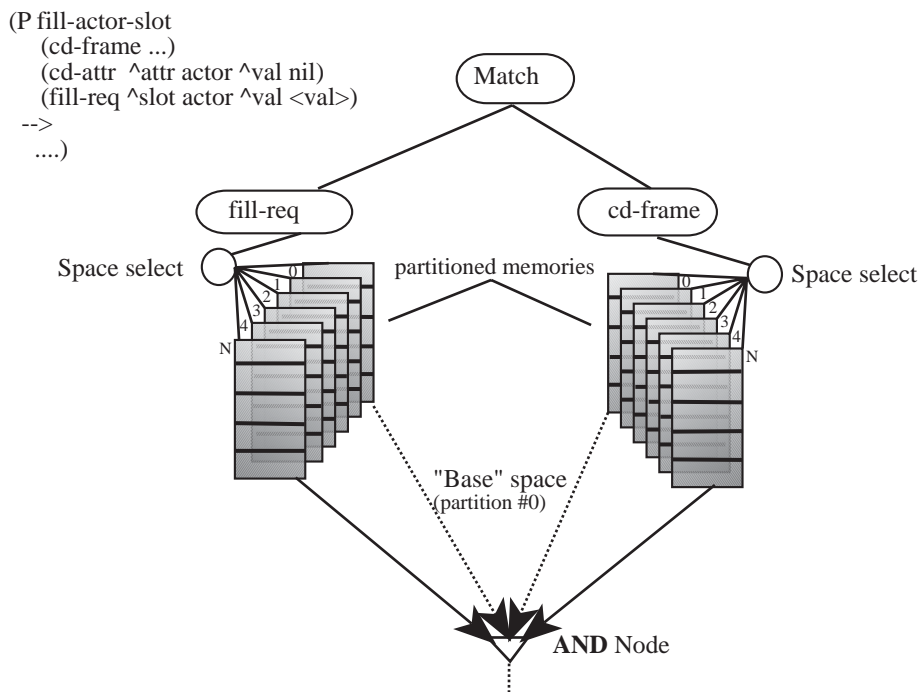 (P fill-actor-slot
(cd-frame ...)
(cd-attr ^attr actor ^val nil)
(fill-req ^slot actor ^val <val>)
-->
....)
Match
fill-req
cd-frame
Space select
partitioned memories
Space select
0
1
2
3
4
N
0
1
2
3
4
N
"Base" space
(partition #0)
AND Node